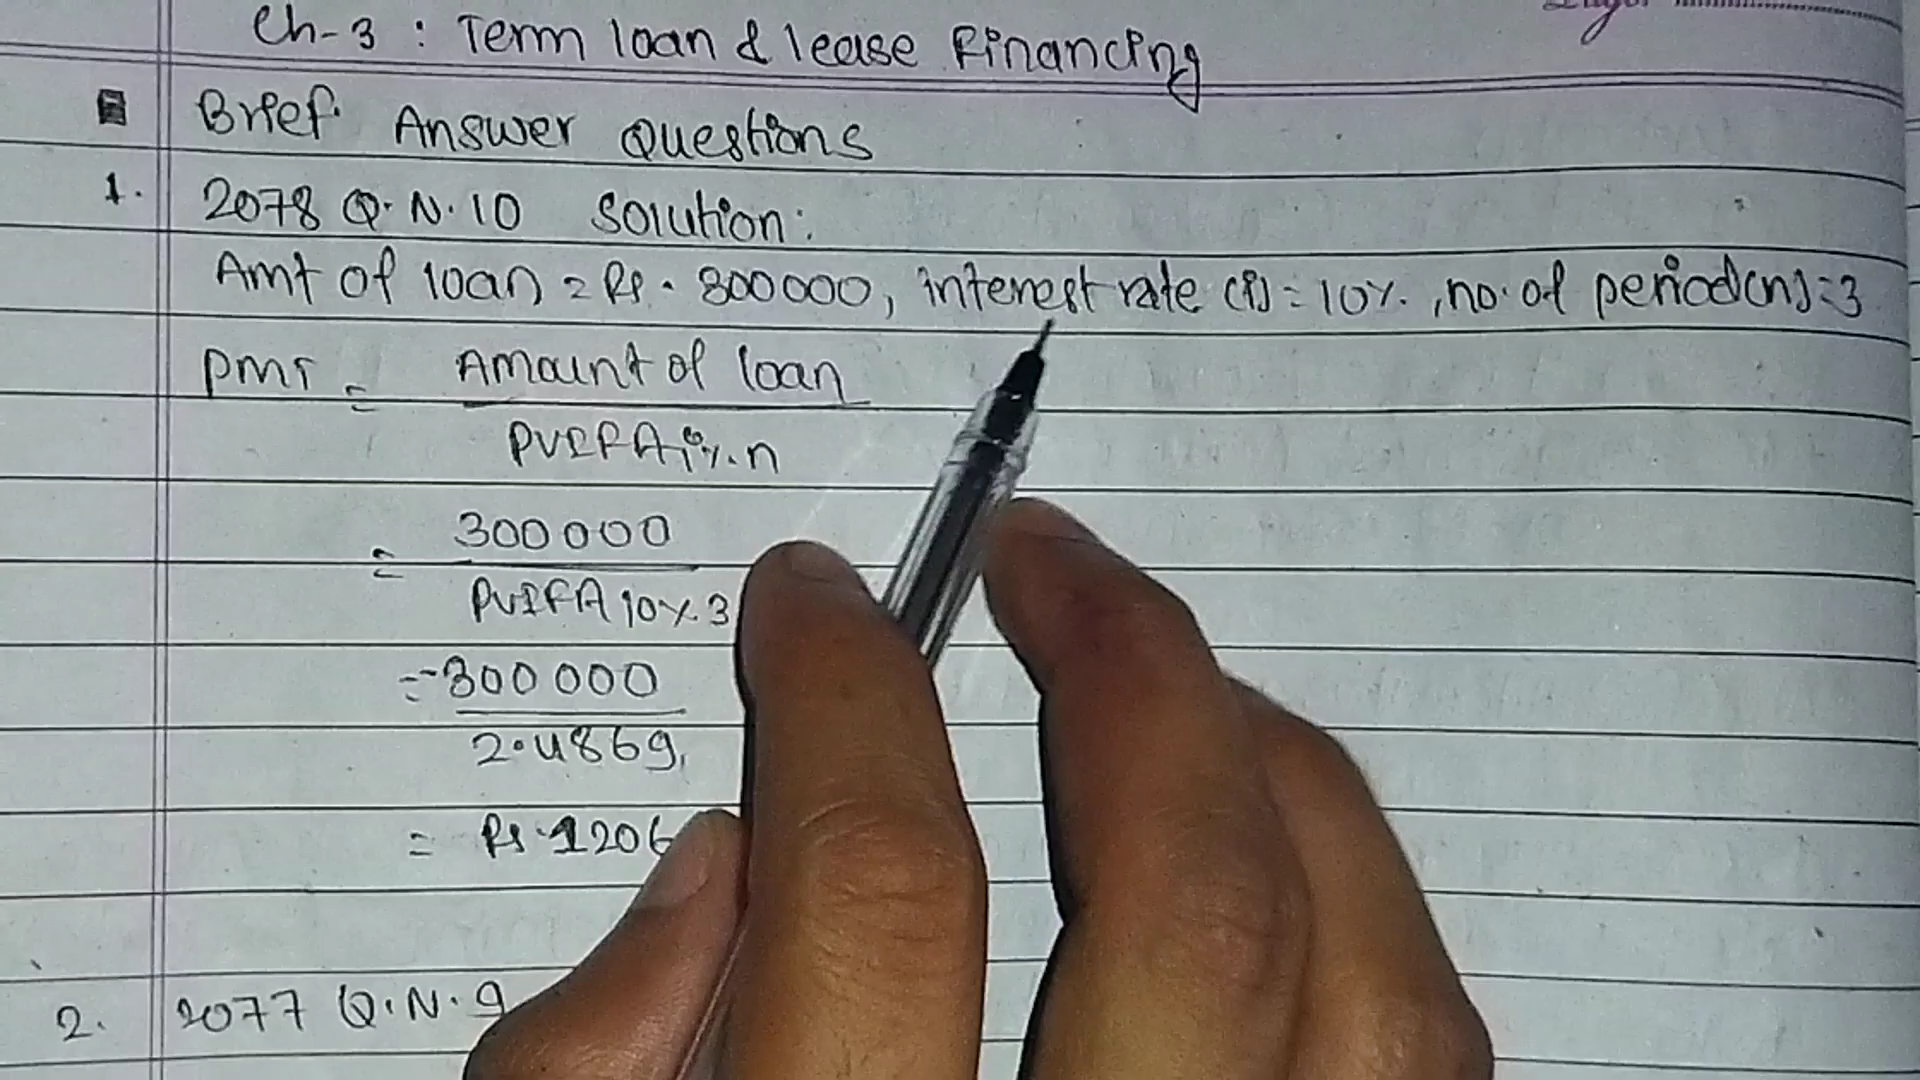 Ch-3 : Term loan & lease Financing
Brief Answer Questions
1. 2078 Q.N.10 Solution:
Amt of loan = Rs. 300000, interest rate (i) = 10%, no. of period(n) = 3
PMT = Amount of loan
PVIFA i%.n
= 300000
PVIFA 10%.3
= 300000
2.4869
= Rs. 1206
2. 2077 Q.N.9